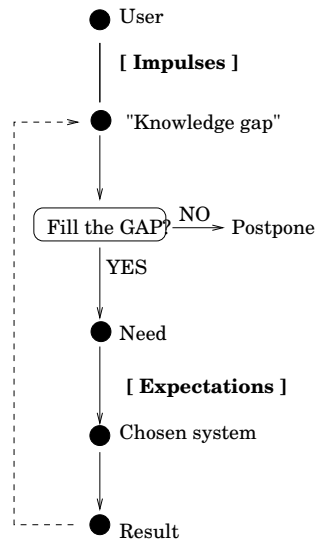 User
[ Impulses ]
"Knowledge gap"
Fill the GAP?
NO
Postpone
YES
Need
[ Expectations ]
Chosen system
Result